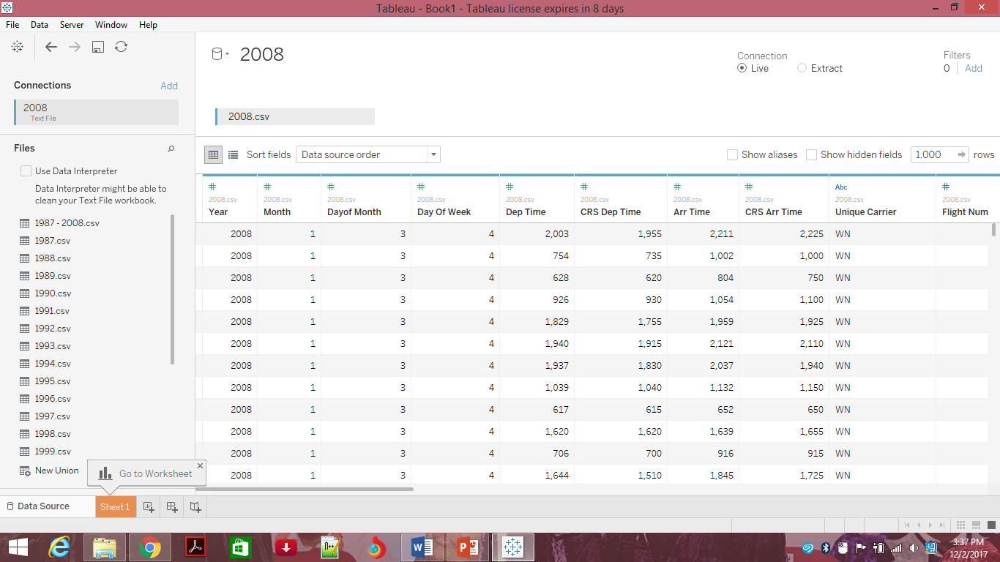 Tableau - Book1 - Tableau license expires in 8 days
File Data Server Window Help
2008
Connection
Live Extract
Filters
0 Add
Connections Add
2008
Text File
2008.csv
Files
Use Data Interpreter
Data Interpreter might be able to
clean your Text File workbook.
1987 - 2008.csv
1987.csv
1988.csv
1989.csv
1990.csv
1991.csv
1992.csv
1993.csv
1994.csv
1995.csv
1996.csv
1997.csv
1998.csv
1999.csv
New Union
Go to Worksheet
Sort fields Data source order Show aliases Show hidden fields 1,000 rows
# # # # # # # # Abc #
2008.csv 2008.csv 2008.csv 2008.csv 2008.csv 2008.csv 2008.csv 2008.csv 2008.csv 2008.csv
Year Month Dayof Month Day Of Week Dep Time CRS Dep Time Arr Time CRS Arr Time Unique Carrier Flight Num
2008 1 3 4 2,003 1,955 2,211 2,225 WN
2008 1 3 4 754 735 1,002 1,000 WN
2008 1 3 4 628 620 804 750 WN
2008 1 3 4 926 930 1,054 1,100 WN
2008 1 3 4 1,829 1,755 1,959 1,925 WN
2008 1 3 4 1,940 1,915 2,121 2,110 WN
2008 1 3 4 1,937 1,830 2,037 1,940 WN
2008 1 3 4 1,039 1,040 1,132 1,150 WN
2008 1 3 4 617 615 652 650 WN
2008 1 3 4 1,620 1,620 1,639 1,655 WN
2008 1 3 4 706 700 916 915 WN
2008 1 3 4 1,644 1,510 1,845 1,725 WN
Data Source Sheet 1
3:37 PM
12/2/2017